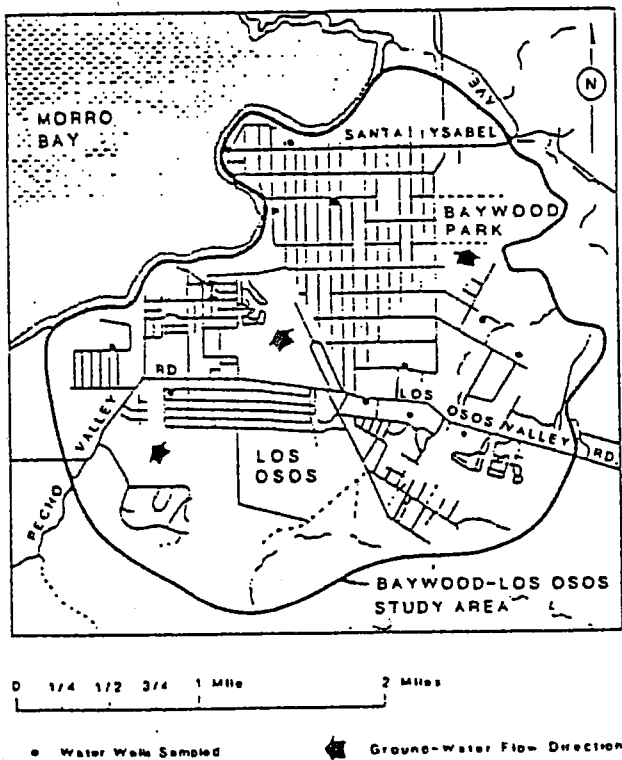 MORRO
BAY
N
AVE
SANTA YSABEL
BAYWOOD
PARK
RD
LOS OSOS VALLEY RD.
PECHO VALLEY
LOS
OSOS
BAYWOOD-LOS OSOS
STUDY AREA
0 1/4 1/2 3/4 1 Mile 2 Miles
Water Wells Sampled
Ground-Water Flow Direction